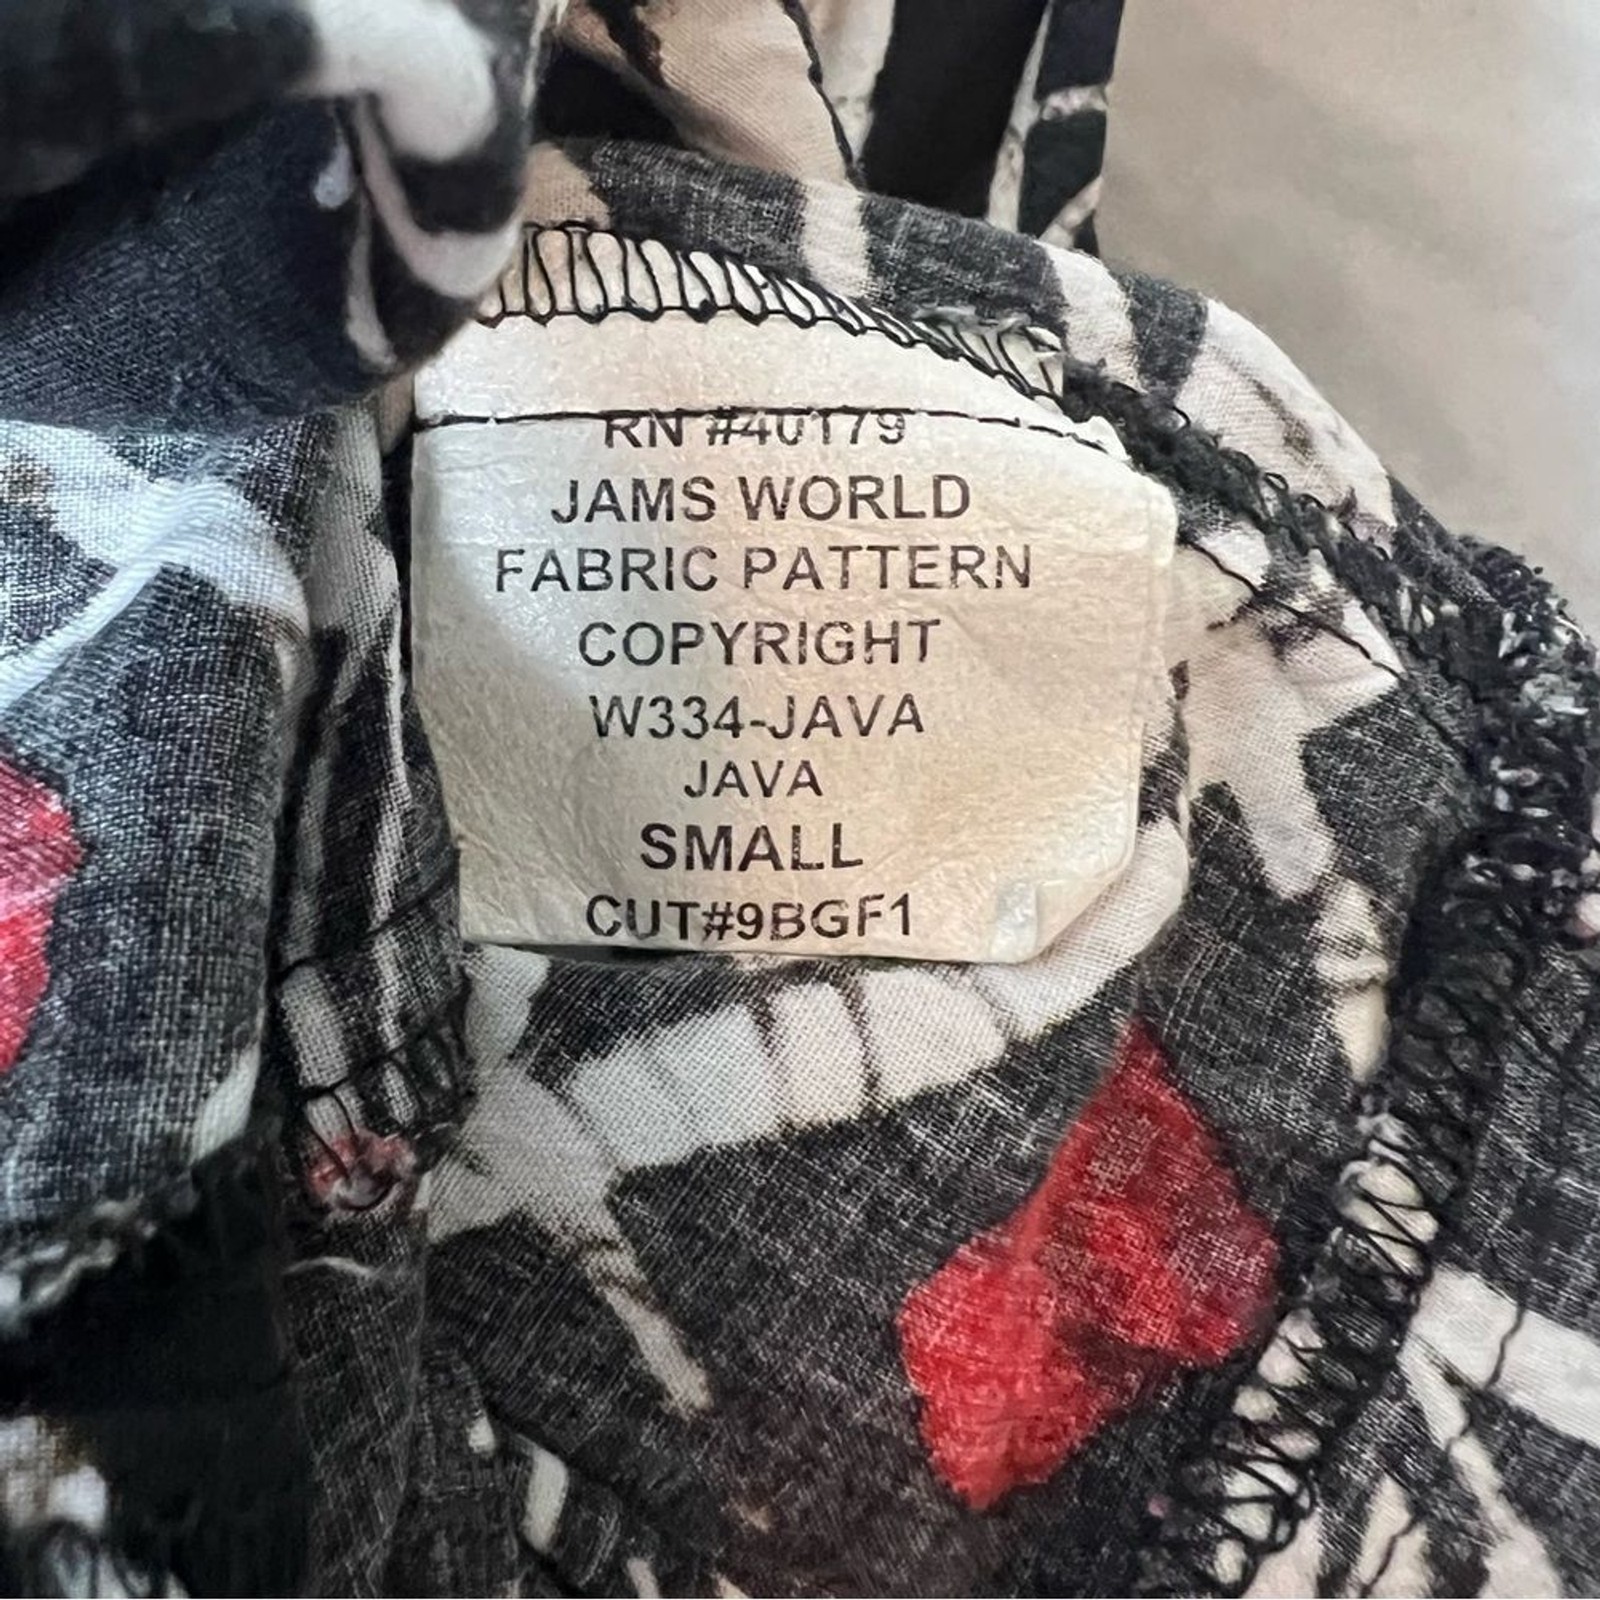 RN #40179
JAMS WORLD
FABRIC PATTERN
COPYRIGHT
W334-JAVA
JAVA
SMALL
CUT#9BGF1